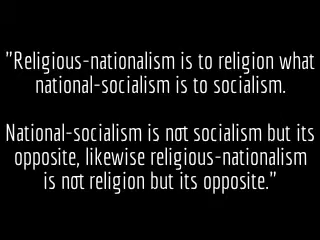 "Religious-nationalism is to religion what
national-socialism is to socialism.
National-socialism is not socialism but its
opposite, likewise religious-nationalism
is not religion but its opposite."